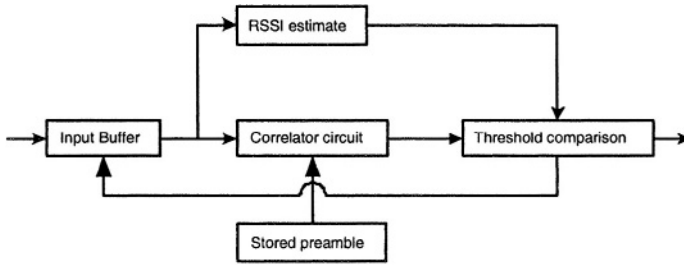 RSSI estimate
Input Buffer
Correlator circuit
Threshold comparison
Stored preamble